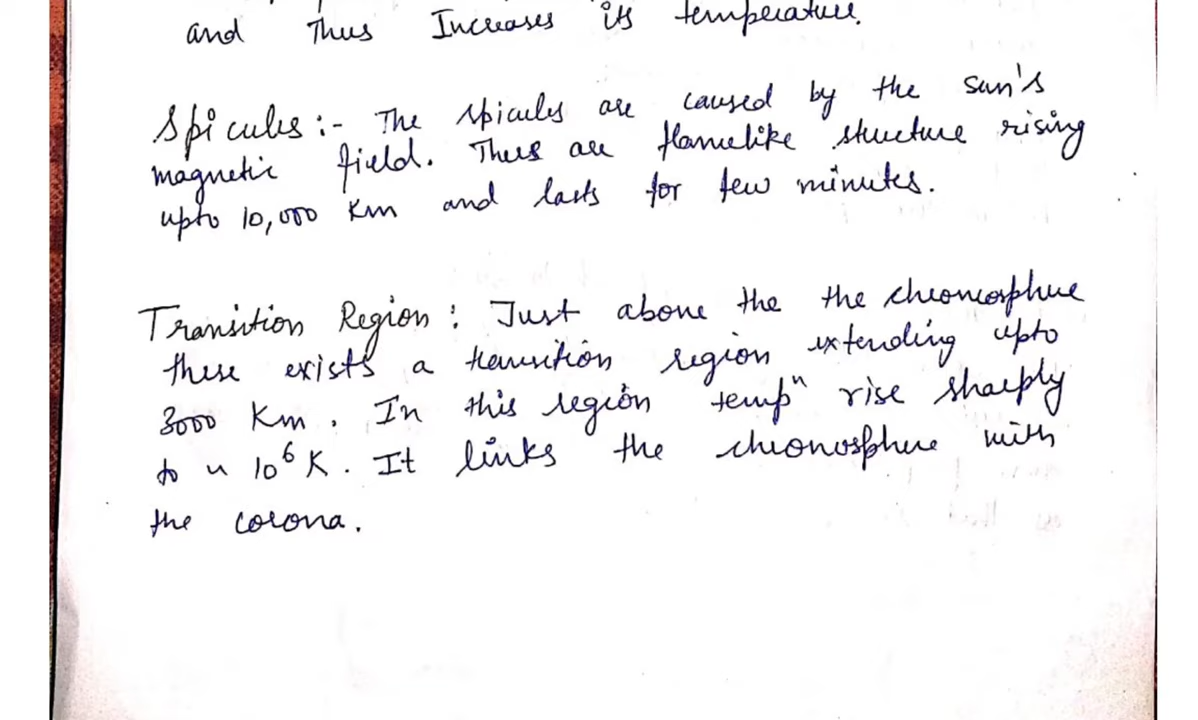 and Thus Increases its temperature.
Spicules :- The spicules are caused by the sun's
magnetic field. These are flamelike structure rising
upto 10,000 Km and lasts for few minutes.
Transition Region : Just above the the chromosphere
there exists a transition region extending upto
3000 Km. In this region tempⁿ rise sharply
to ~ 10⁶ K. It links the chromosphere with
the corona.